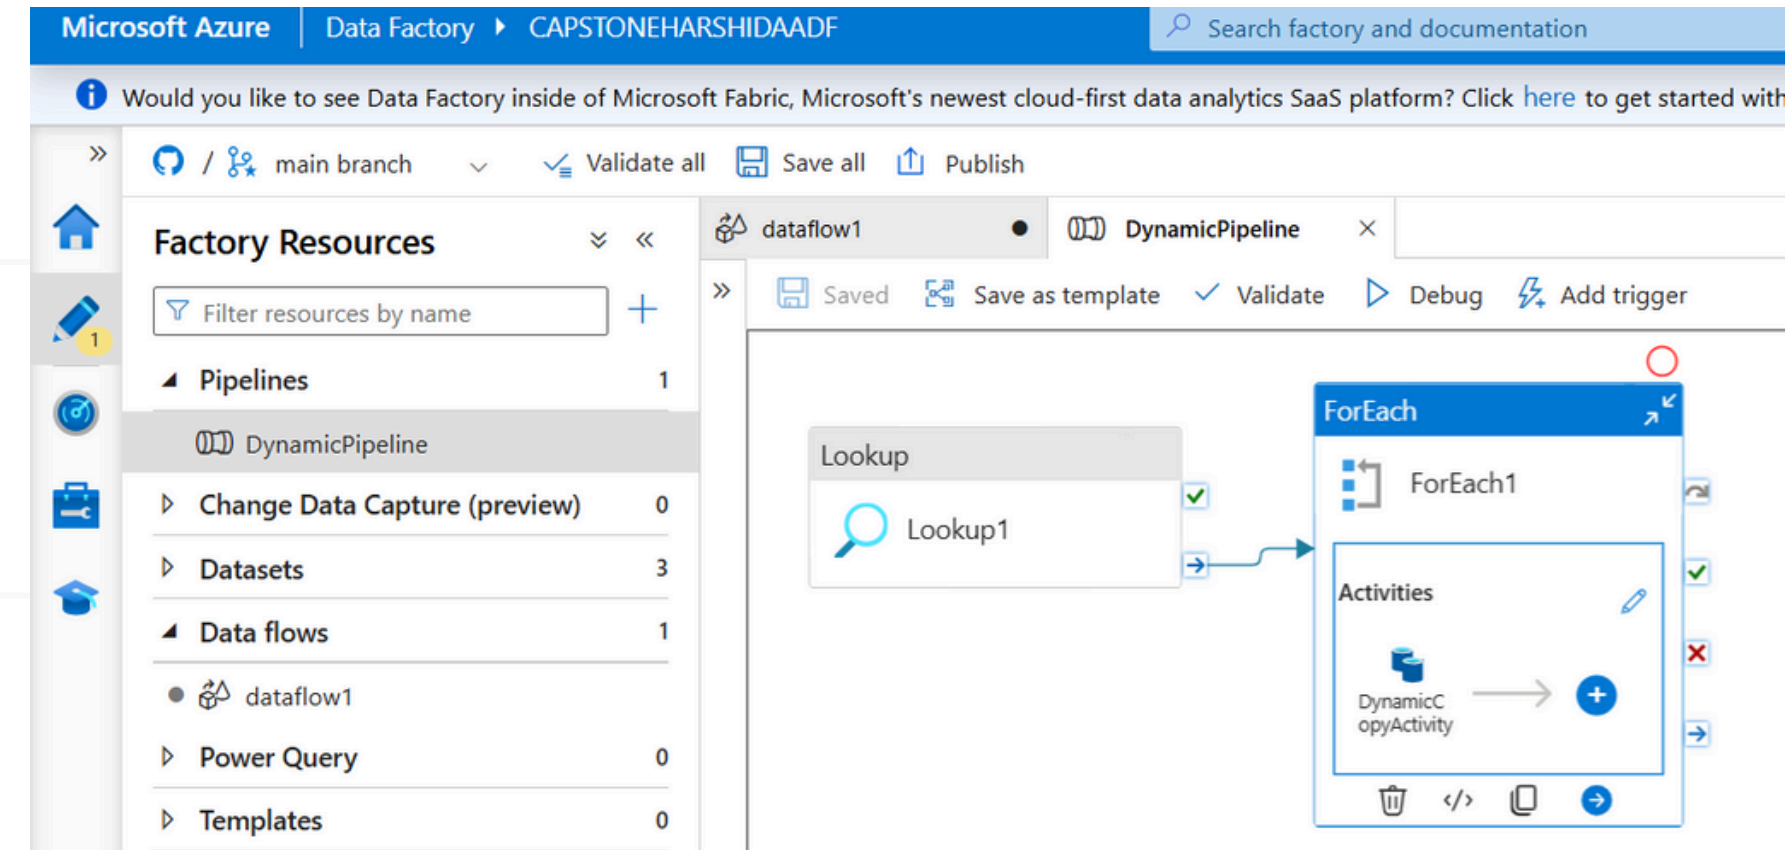 Microsoft Azure Data Factory CAPSTONEHARSHIDAADF Search factory and documentation
Would you like to see Data Factory inside of Microsoft Fabric, Microsoft's newest cloud-first data analytics SaaS platform? Click here to get started with
/ main branch Validate all Save all Publish
1
Factory Resources
Filter resources by name
Pipelines 1
DynamicPipeline
Change Data Capture (preview) 0
Datasets 3
Data flows 1
dataflow1
Power Query 0
Templates 0
dataflow1 DynamicPipeline
Saved Save as template Validate Debug Add trigger
Lookup
Lookup1
ForEach
ForEach1
Activities
DynamicC
opyActivity